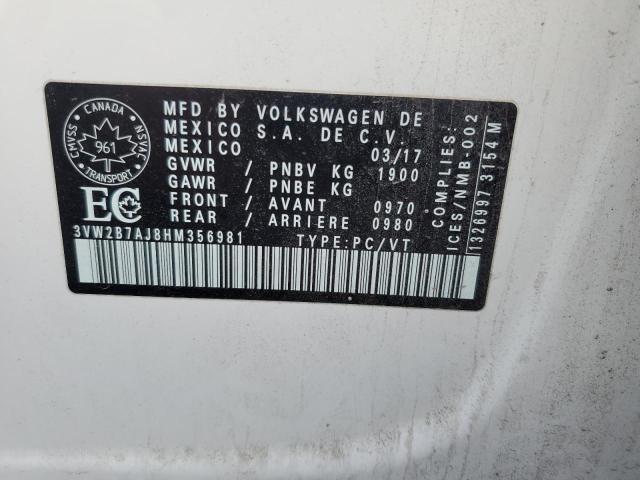 CANADA
CMVSS
NSVAC
961
TRANSPORT
EC
MFD BY VOLKSWAGEN DE
MEXICO S.A. DE C.V.
MEXICO 03/17
GVWR / PNBV KG 1900
GAWR / PNBE KG
FRONT / AVANT 0970
REAR / ARRIERE 0980
3VW2B7AJ8HM356981 TYPE:PC/VT
COMPLIES:
ICES/NMB-002
1326997 3154 M